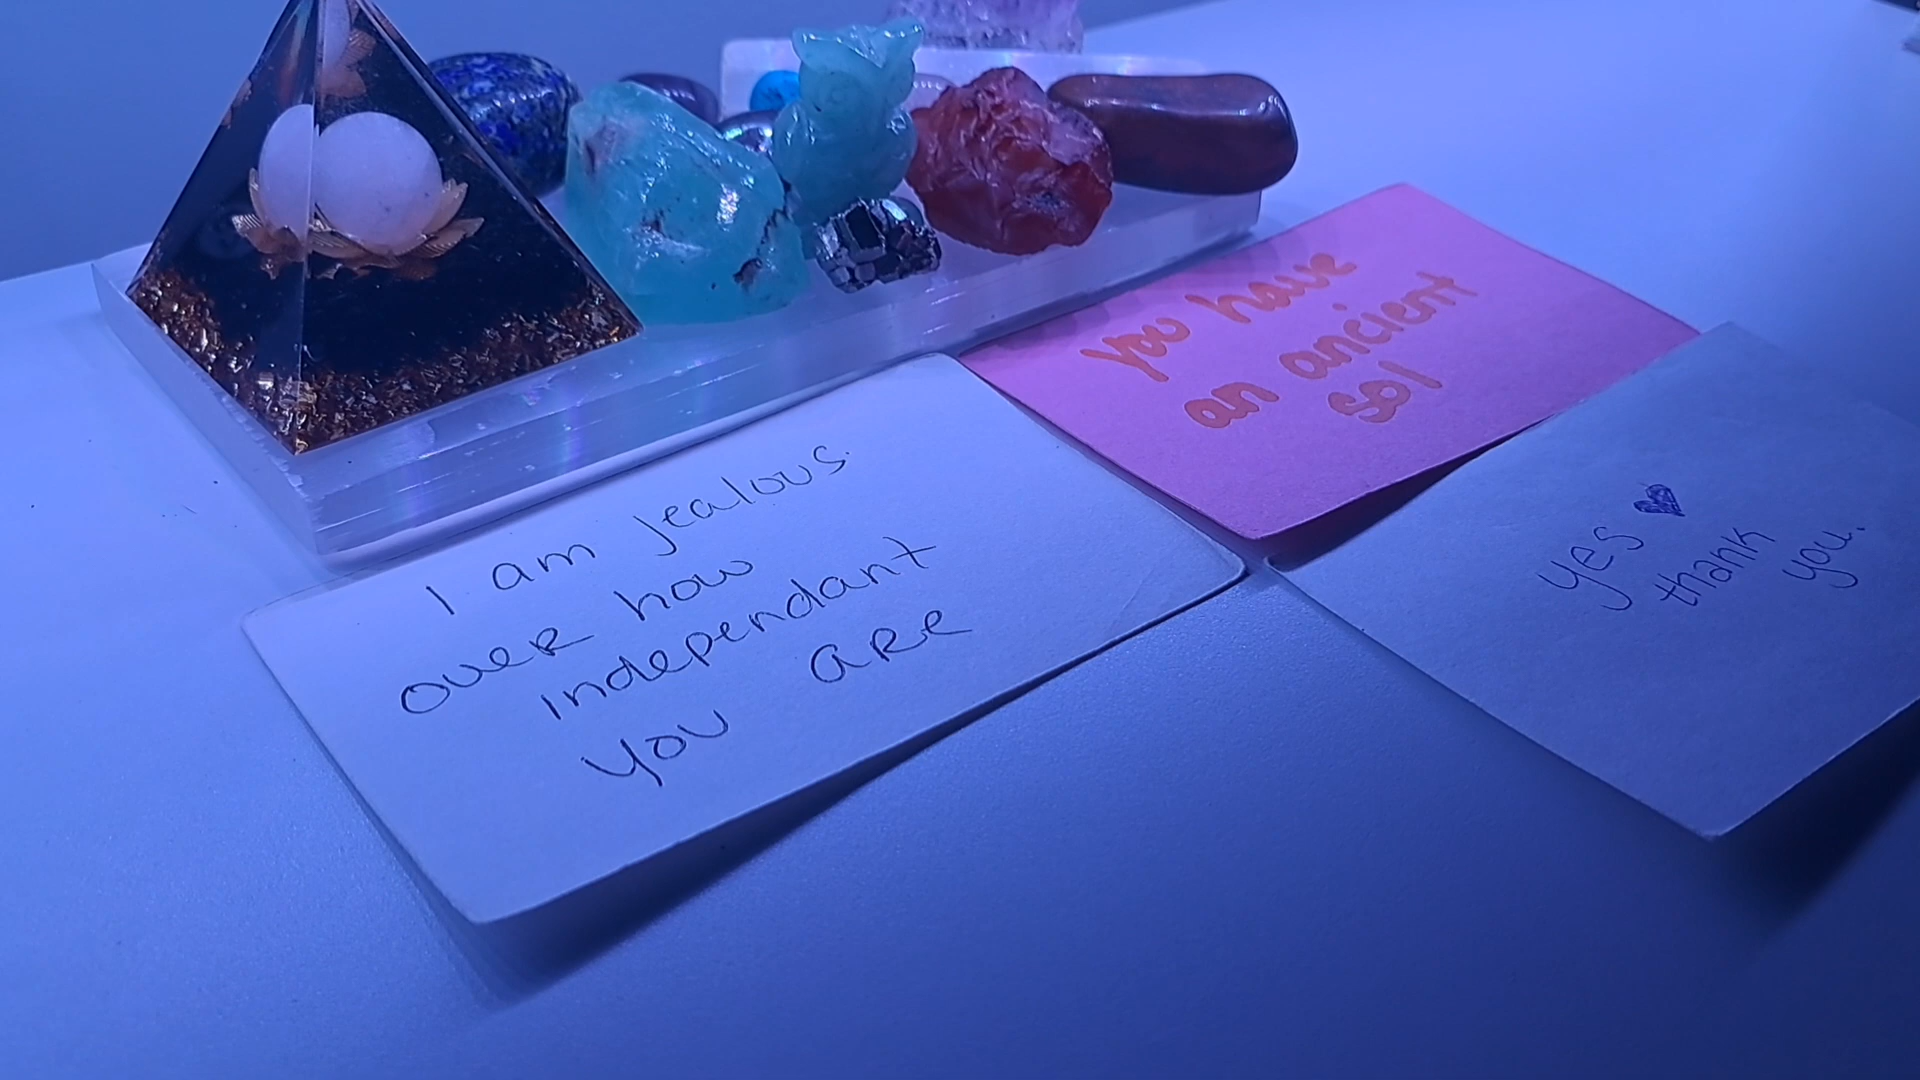 you have
an ancient
sol
I am jealous.
over how
independant
you are
yes
thank
you.